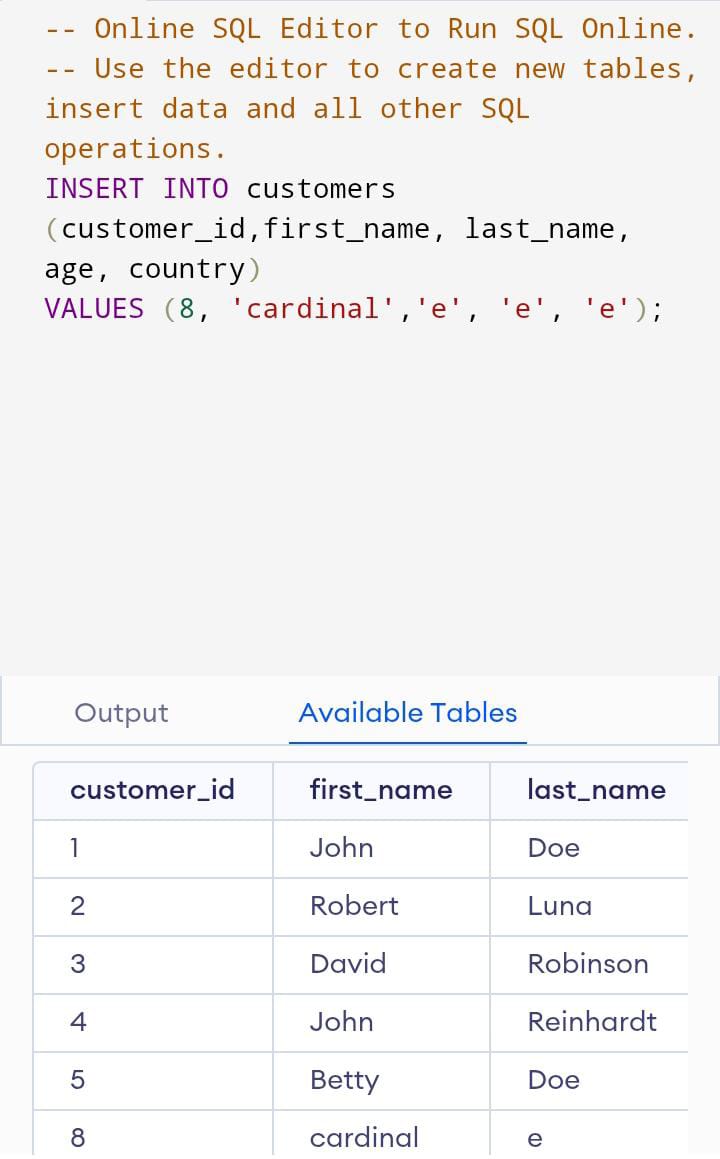 -- Online SQL Editor to Run SQL Online.
-- Use the editor to create new tables,
insert data and all other SQL
operations.
INSERT INTO customers
(customer_id,first_name, last_name,
age, country)
VALUES (8, 'cardinal','e', 'e', 'e');
Output Available Tables
customer_id first_name last_name
1 John Doe
2 Robert Luna
3 David Robinson
4 John Reinhardt
5 Betty Doe
8 cardinal e